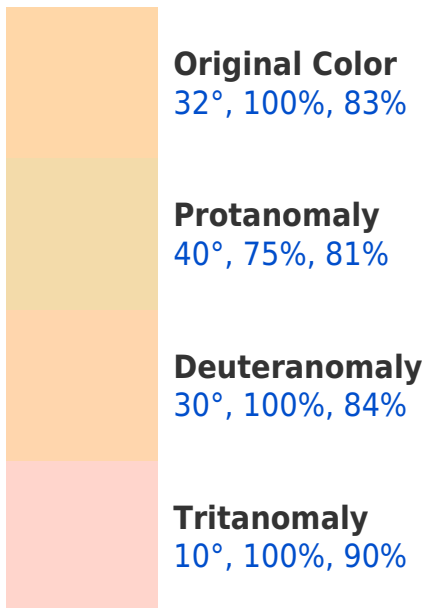 Original Color
32°, 100%, 83%
Protanomaly
40°, 75%, 81%
Deuteranomaly
30°, 100%, 84%
Tritanomaly
10°, 100%, 90%